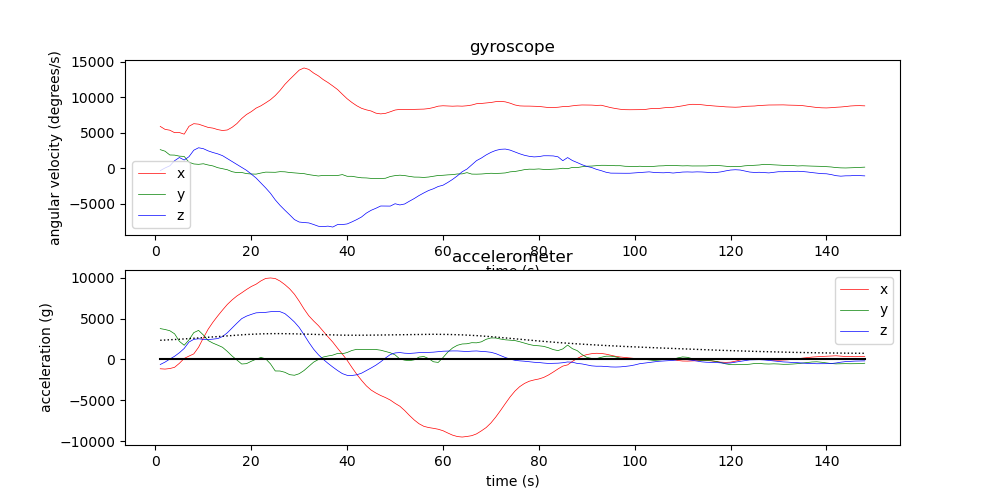 gyroscope
angular velocity (degrees/s)
15000
10000
5000
0
−5000
x
y
z
0 20 40 60 80 100 120 140
time (s)
accelerometer
acceleration (g)
10000
5000
0
−5000
−10000
x
y
z
0 20 40 60 80 100 120 140
time (s)